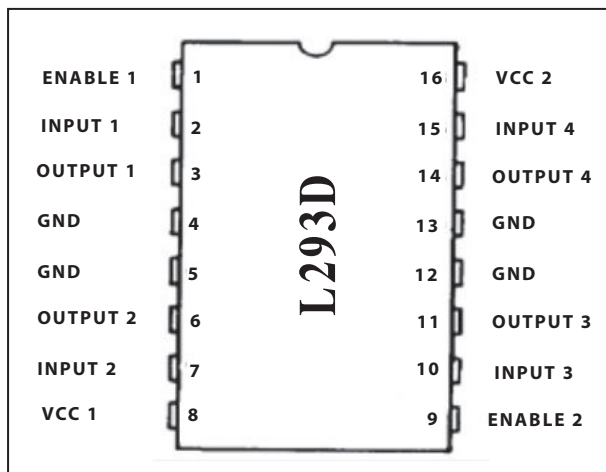 ENABLE 1 1 16 VCC 2
INPUT 1 2 15 INPUT 4
OUTPUT 1 3 14 OUTPUT 4
GND 4 13 GND
GND 5 12 GND
OUTPUT 2 6 11 OUTPUT 3
INPUT 2 7 10 INPUT 3
VCC 1 8 9 ENABLE 2
L293D